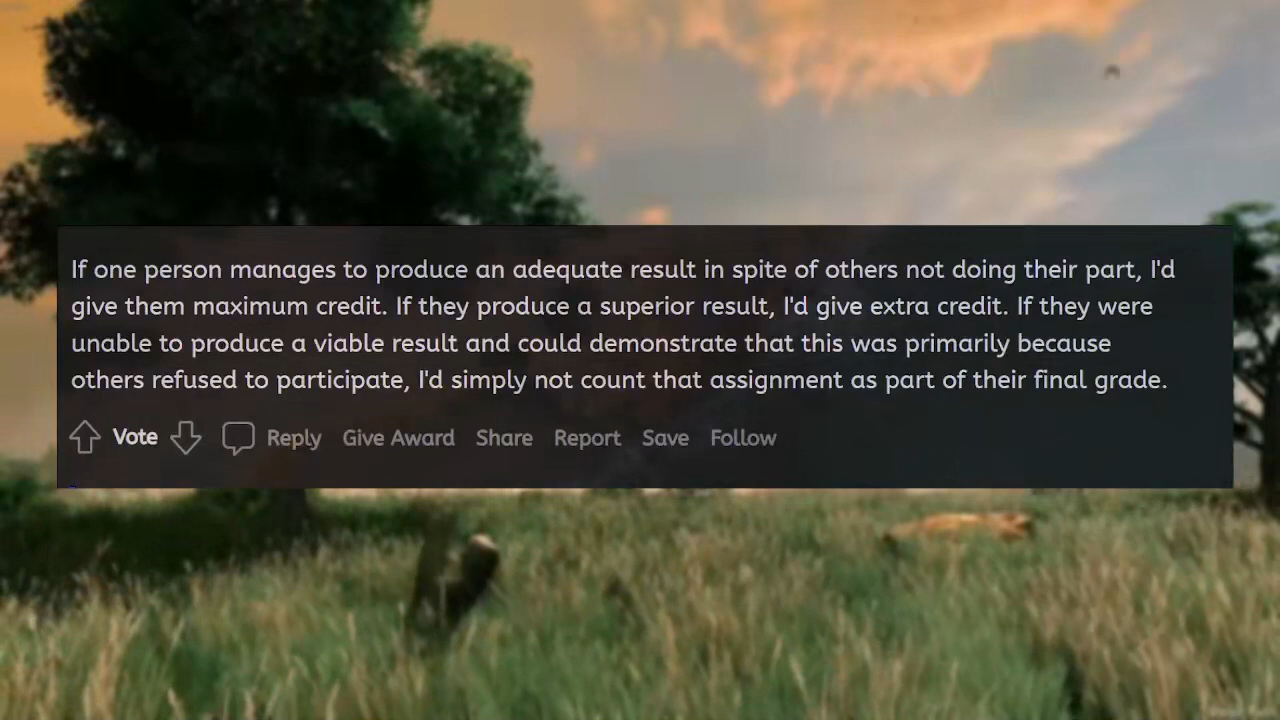 If one person manages to produce an adequate result in spite of others not doing their part, I'd
give them maximum credit. If they produce a superior result, I'd give extra credit. If they were
unable to produce a viable result and could demonstrate that this was primarily because
others refused to participate, I'd simply not count that assignment as part of their final grade.
Vote Reply Give Award Share Report Save Follow